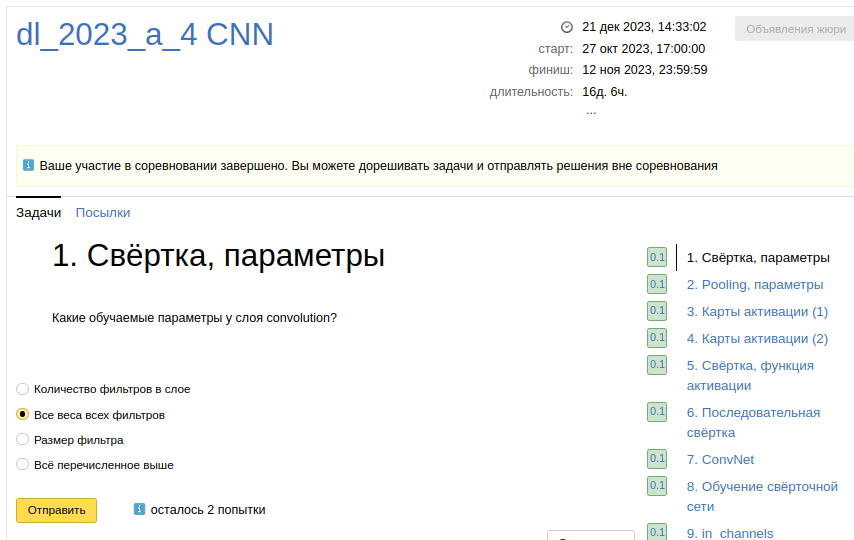 dl_2023_a_4 CNN
21 дек 2023, 14:33:02
Объявления жюри
старт: 27 окт 2023, 17:00:00
финиш: 12 ноя 2023, 23:59:59
длительность: 16д. 6ч.
...
Ваше участие в соревновании завершено. Вы можете дорешивать задачи и отправлять решения вне соревнования
Задачи Посылки
1. Свёртка, параметры
Какие обучаемые параметры у слоя convolution?
Количество фильтров в слое
Все веса всех фильтров
Размер фильтра
Всё перечисленное выше
Отправить
осталось 2 попытки
0.1 1. Свёртка, параметры
0.1 2. Pooling, параметры
0.1 3. Карты активации (1)
0.1 4. Карты активации (2)
0.1 5. Свёртка, функция
активации
0.1 6. Последовательная
свёртка
0.1 7. ConvNet
0.1 8. Обучение свёрточной
сети
0.1 9. in_channels